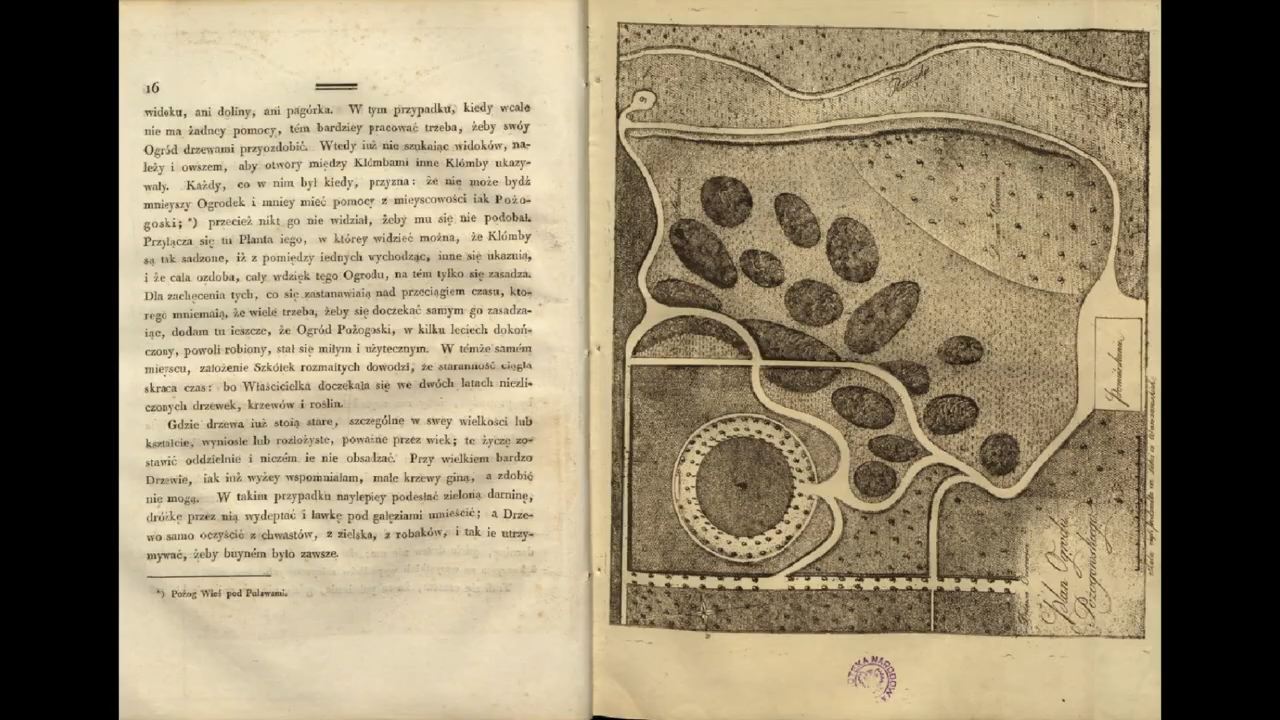 16
widoku, ani doliny, ani pagórka. W tym przypadku, kiedy wcale
nie ma żadney pomocy, tém bardziey pracować trzeba, żeby swóy
Ogród drzewami przyozdobić. Wtedy iuż nie szukaiąc widoków, na-
leży i owszem, aby otwory między Klómbami inne Klómby ukazy-
wały. Każdy, co w nim był kiedy, przyzna: że nie może bydź
mnieyszy Ogrodek i mniey mieć pomocy z mieyscowości iak Pożo-
goski; *) przecież nikt go nie widział, żeby mu się nie podobał.
Przyłącza się tu Planta iego, w którey widzieć można, że Klómby
są tak sadzone, iż z pomiędzy iednych wychodząc, inne się ukazuią,
i że cała ozdoba, cały wdzięk tego Ogrodu, na tém tylko się zasadza.
Dla zachęcenia tych, co się zastanawiaią nad przeciągiem czasu, któ-
rego mniemaią, że wiele trzeba, żeby się doczekać samym go zasadza-
iąc, dodam tu ieszcze, że Ogród Pożogoski, w kilku leciech dokoń-
czony, powoli robiony, stał się miłym i użytecznym. W témże samém
mieyscu, założenie Szkółek rozmaitych dowodzi, że staranność ciągła
skraca czas: bo Właścicielka doczekała się we dwóch latach niezli-
czonych drzewek, krzewów i roślin.
Gdzie drzewa iuż stoią stare, szczególne w swey wielkości lub
kształcie, wyniosłe lub rozłożyste, poważne przez wiek; te życzę zo-
stawić oddzielnie i niczém ie nie obsadzać. Przy wielkiem bardzo
Drzewie, iak iuż wyżey wspomniałam, małe krzewy giną, a zdobić
nie mogą. W takim przypadku naylepiey podesłać zieloną darninę,
dróżkę przez nią wydeptać i ławkę pod gałęziami umieścić; a Drze-
wo samo oczyścić z chwastów, z zielska, z robaków, i tak ie utrzy-
mywać, żeby buyném było zawsze.
*) Pożog Wieś pod Puławami.
Plan Ogrodu